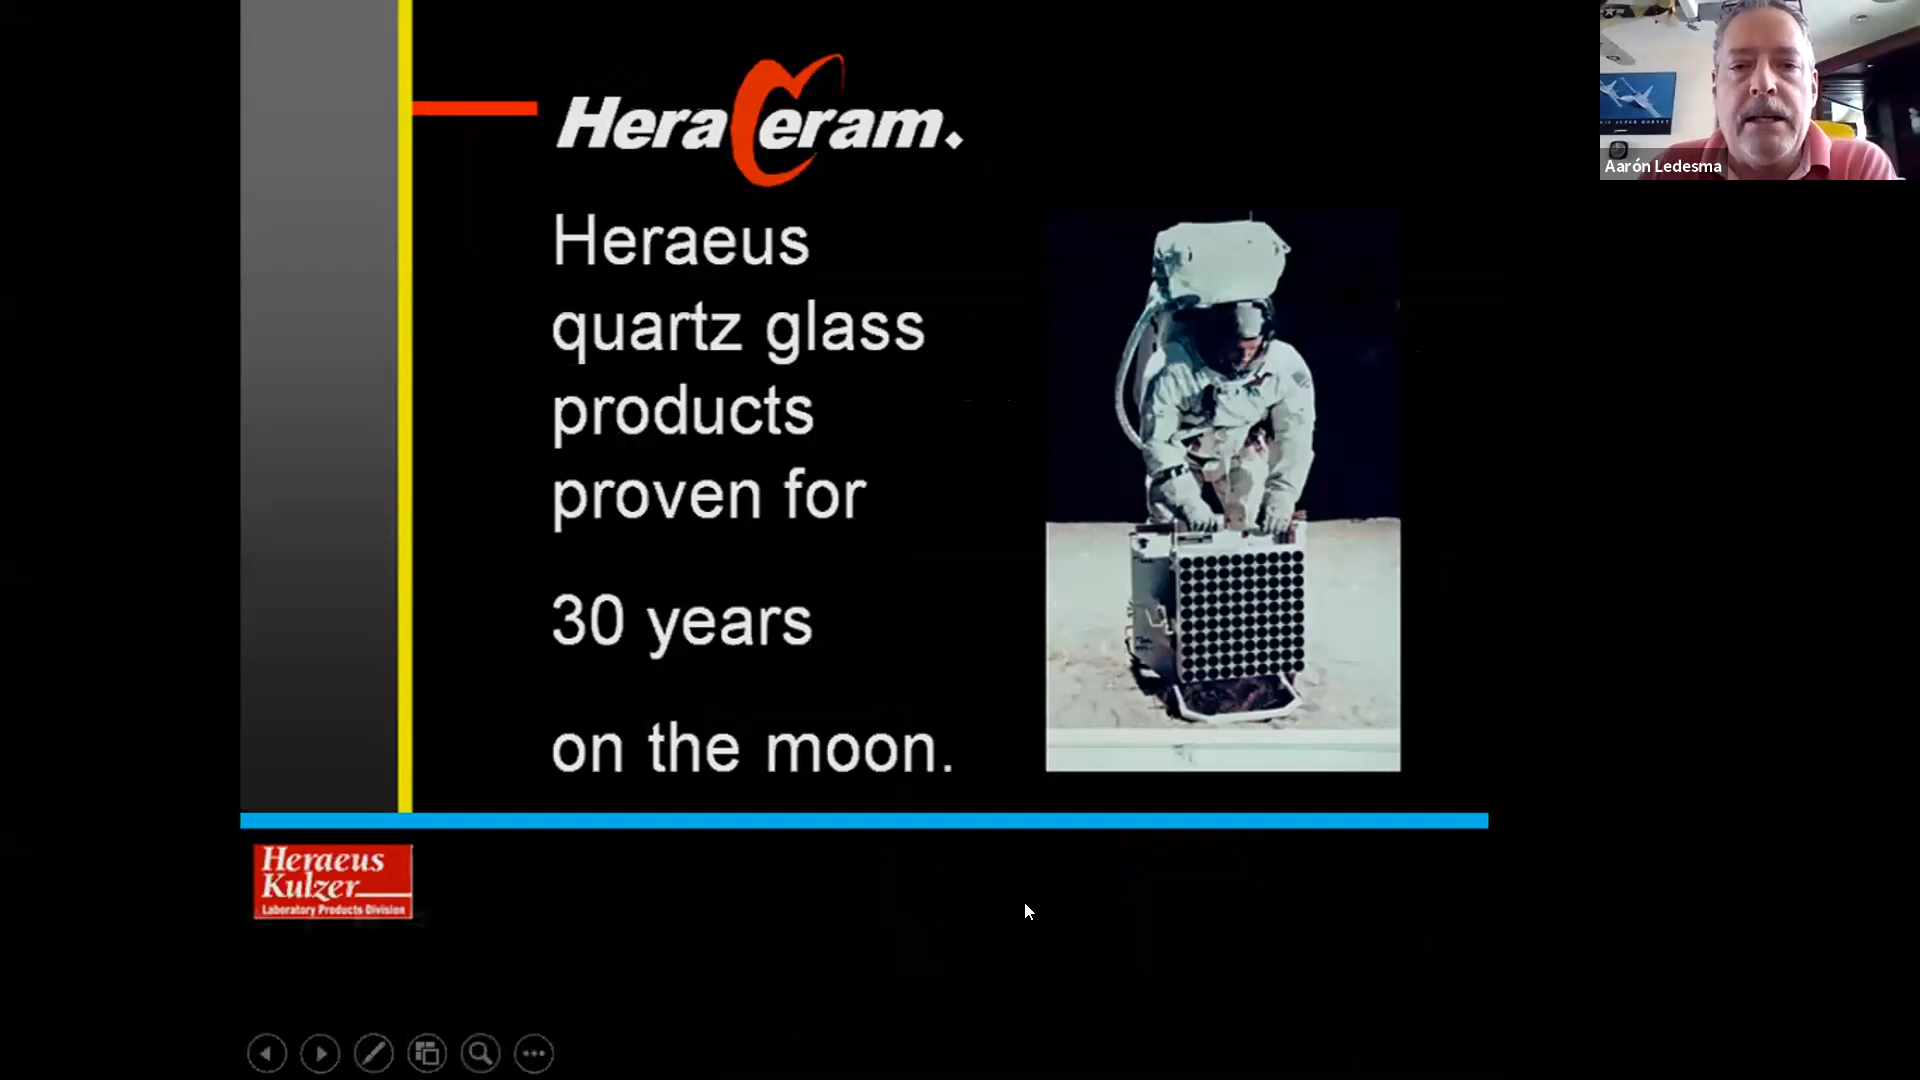 HeraCeram.
Heraeus
quartz glass
products
proven for
30 years
on the moon.
Heraeus
Kulzer
Laboratory Products Division
Aarón Ledesma